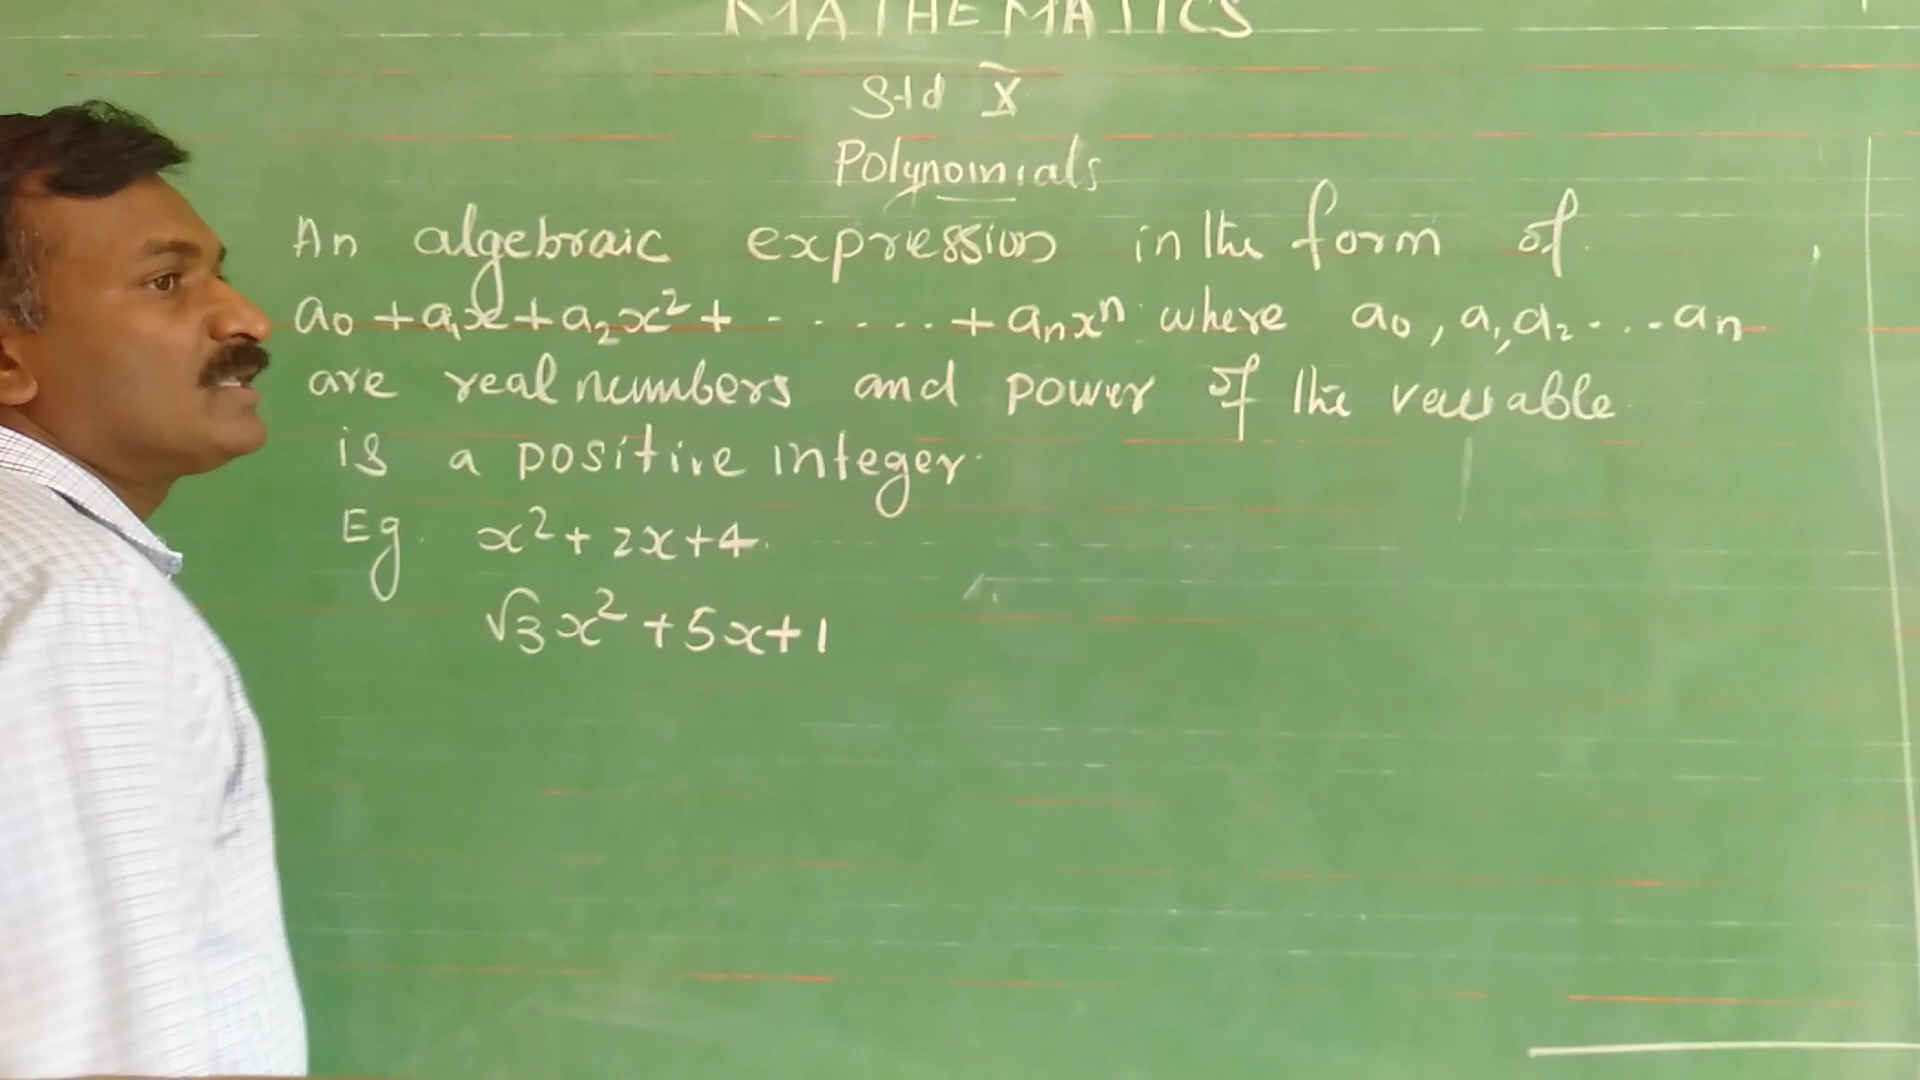 MATHEMATICS
Std X
Polynomials
An algebraic expression in the form of
a₀ + a₁x + a₂x² + - - - - - - + aₙxⁿ where a₀, a₁, a₂ - - - aₙ
are real numbers and power of the variable
is a positive integer
Eg. x² + 2x + 4
√3x² + 5x + 1